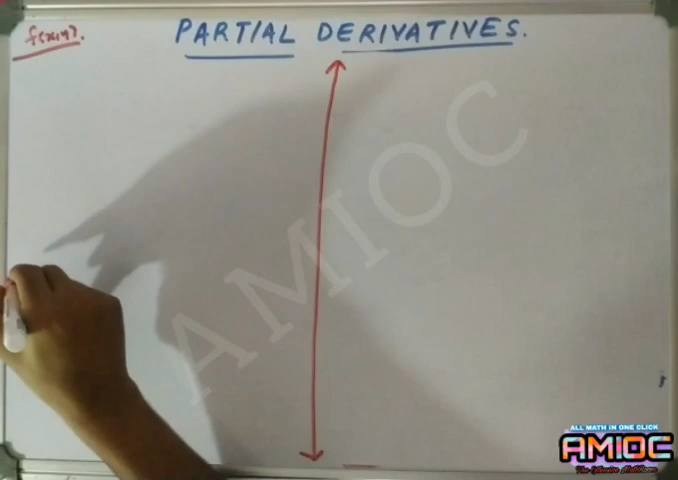 f(x,y).
PARTIAL DERIVATIVES.
AMIOC
ALL MATH IN ONE CLICK
AMIOC